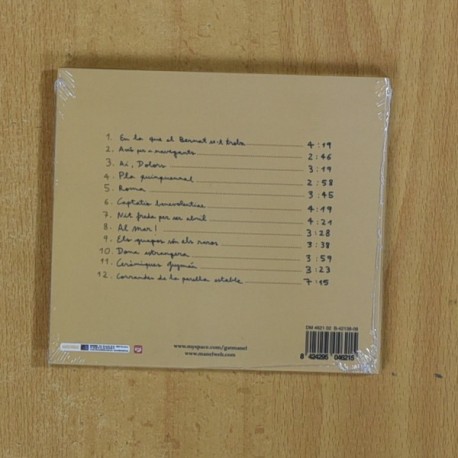 1. En la que el Bernat se't troba 4:19
2. Avís per a navegants 2:46
3. Ai, Dolors 3:19
4. Pla quinquennal 2:58
5. Roma 3:45
6. Captatio benevolentiae 4:19
7. Nit freda per ser abril 4:21
8. Al mar! 3:28
9. Els guapos són els raros 3:38
10. Dona estrangera 3:59
11. Ceràmiques Guzmán 3:23
12. Corrandes de la parella estable 7:15
www.myspace.com/gatmanel
www.manelweb.com